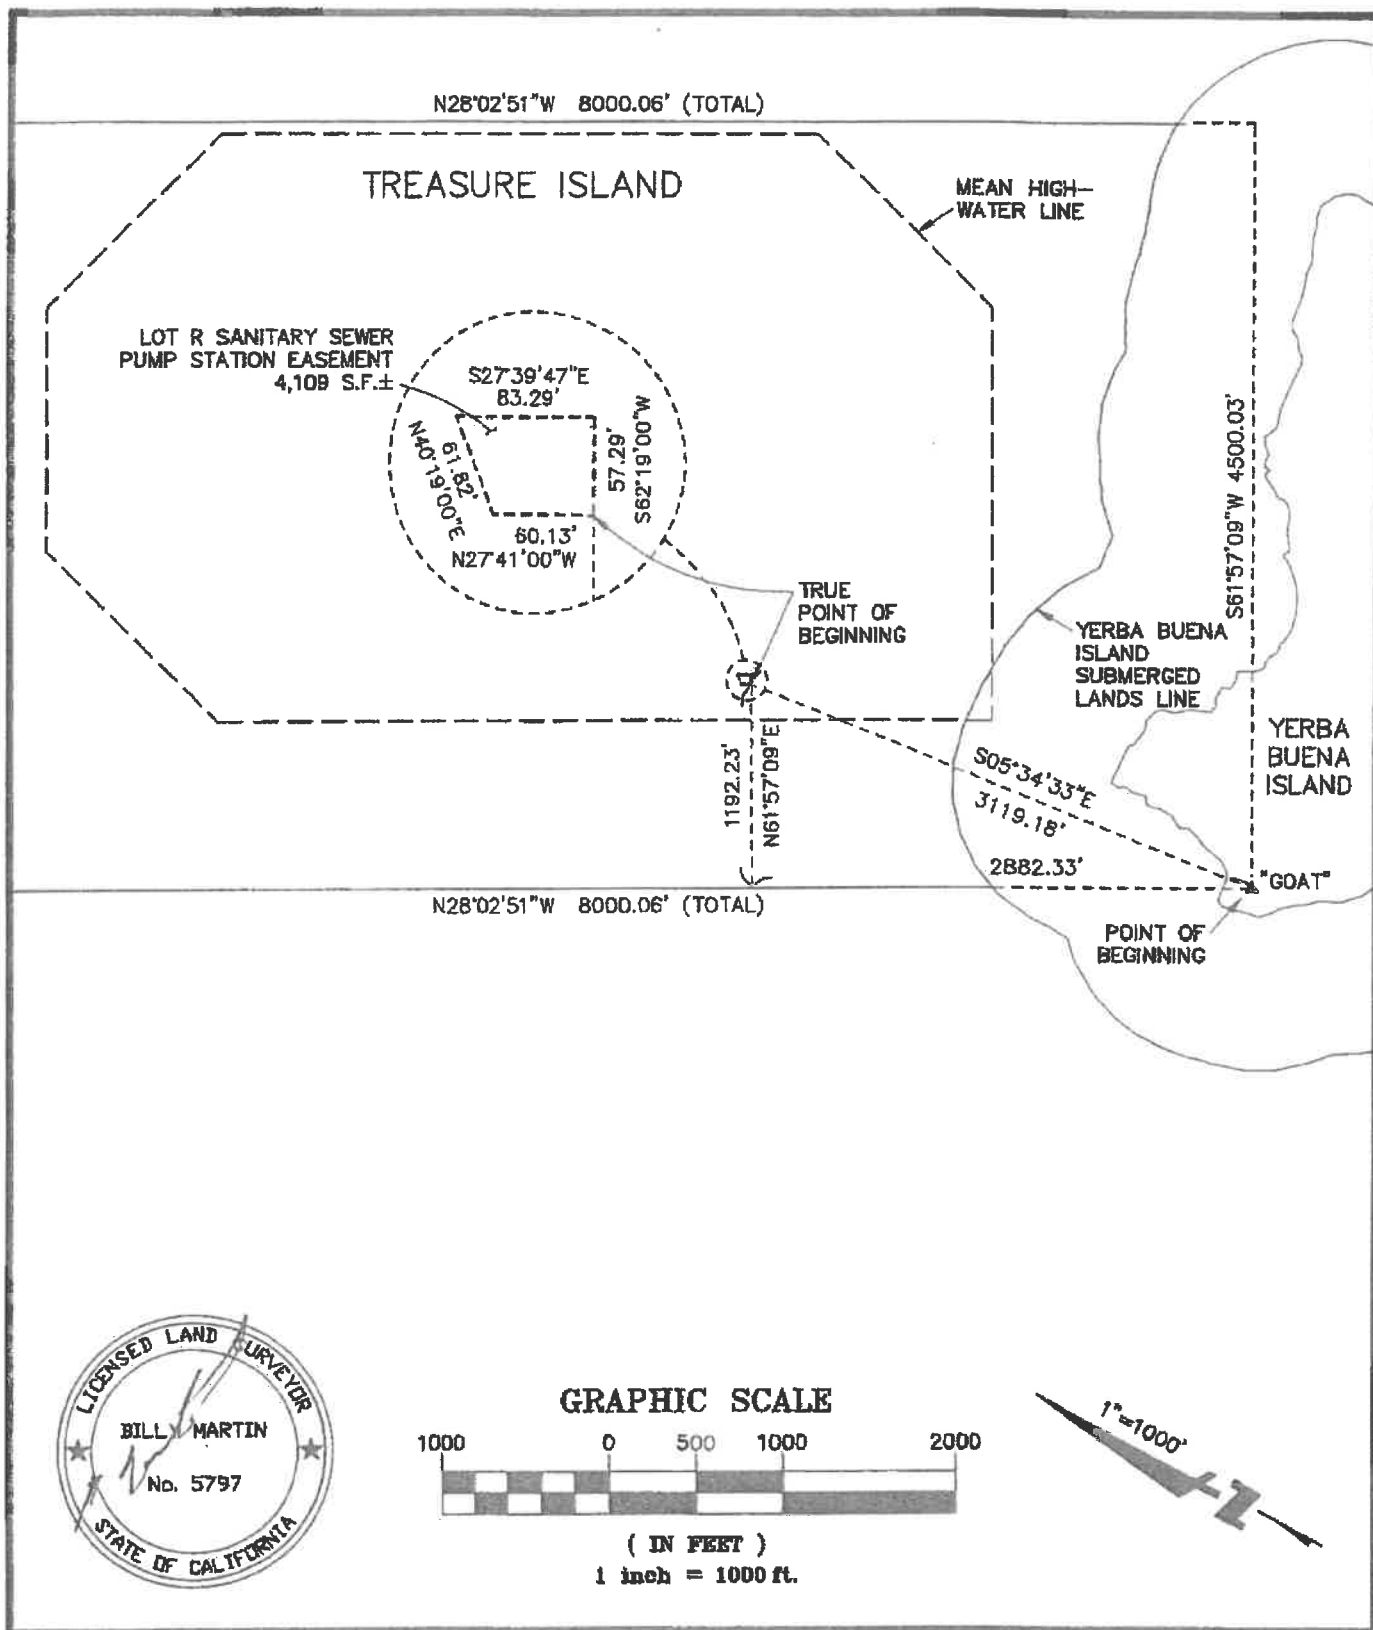 N28°02'51"W 8000.06' (TOTAL)
TREASURE ISLAND
MEAN HIGH-
WATER LINE
LOT R SANITARY SEWER
PUMP STATION EASEMENT
4,109 S.F.±
S27°39'47"E
83.29'
57.29'
S62°19'00"W
61.82'
N40°19'00"E
60.13'
N27°41'00"W
TRUE
POINT OF
BEGINNING
S61°57'09"W 4500.03'
YERBA BUENA
ISLAND
SUBMERGED
LANDS LINE
YERBA
BUENA
ISLAND
1192.23'
N61°57'09"E
S05°34'33"E
3119.18'
2882.33'
"GOAT"
N28°02'51"W 8000.06' (TOTAL)
POINT OF
BEGINNING
LICENSED LAND SURVEYOR
BILL MARTIN
No. 5797
STATE OF CALIFORNIA
GRAPHIC SCALE
1000 0 500 1000 2000
( IN FEET )
1 inch = 1000 ft.
1"=1000'
N